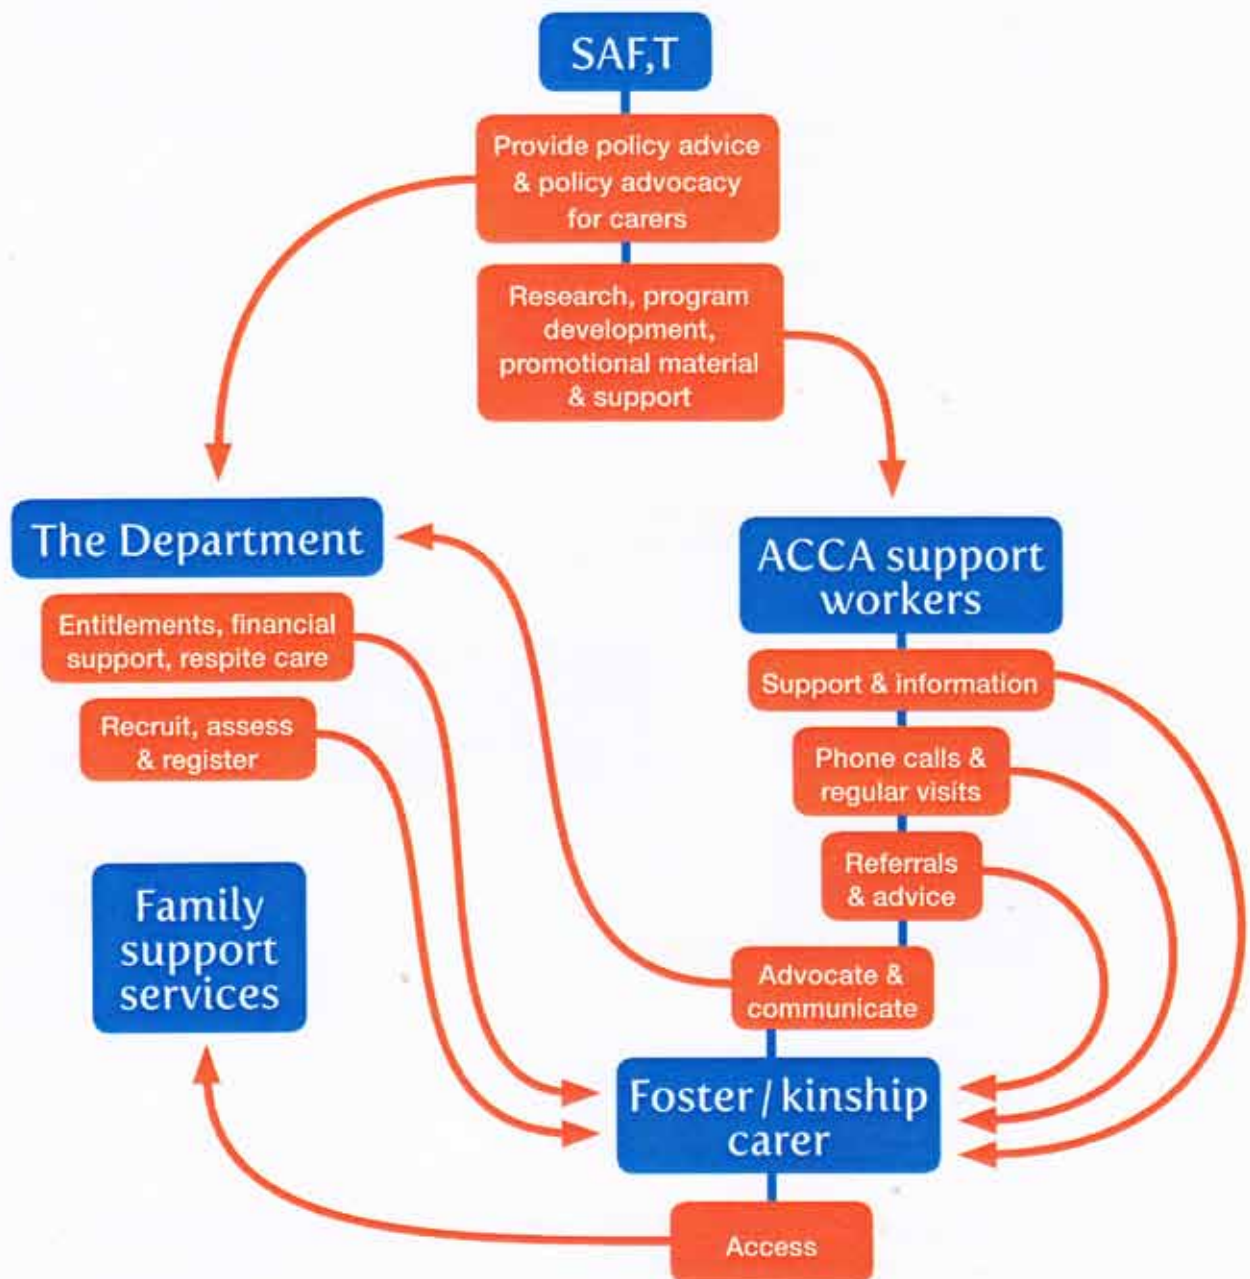 SAF,T
Provide policy advice
& policy advocacy
for carers
Research, program
development,
promotional material
& support
The Department
Entitlements, financial
support, respite care
Recruit, assess
& register
ACCA support
workers
Support & information
Phone calls &
regular visits
Referrals
& advice
Advocate &
communicate
Family
support
services
Foster / kinship
carer
Access